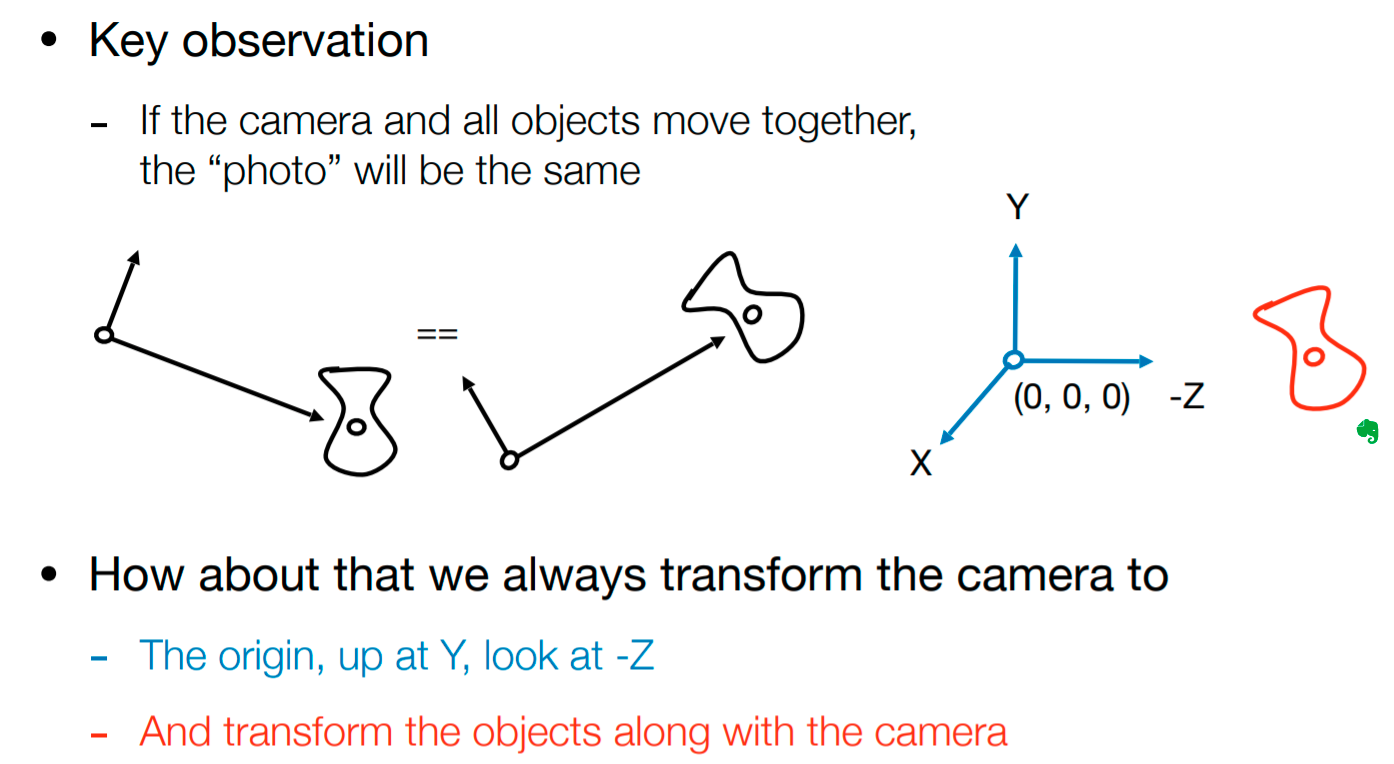 • Key observation
- If the camera and all objects move together,
the “photo” will be the same
Y
==
(0, 0, 0) -Z
X
• How about that we always transform the camera to
- The origin, up at Y, look at -Z
- And transform the objects along with the camera